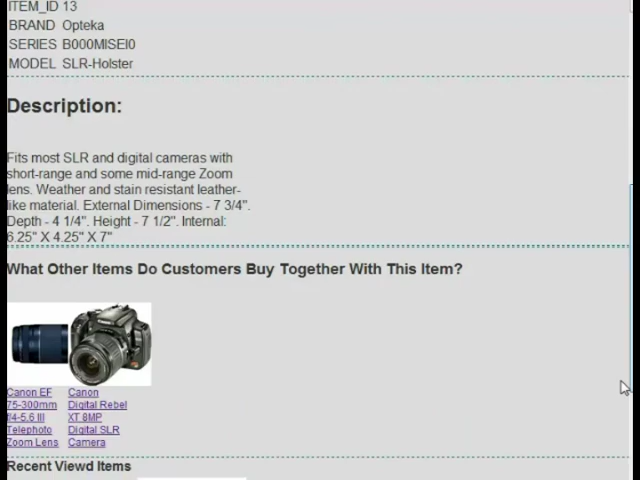 ITEM_ID 13
BRAND Opteka
SERIES B000MISEI0
MODEL SLR-Holster
Description:
Fits most SLR and digital cameras with
short-range and some mid-range Zoom
lens. Weather and stain resistant leather-
like material. External Dimensions - 7 3/4".
Depth - 4 1/4". Height - 7 1/2". Internal:
6.25" X 4.25" X 7"
What Other Items Do Customers Buy Together With This Item?
Canon EF
75-300mm
f/4-5.6 III
Telephoto
Zoom Lens
Canon
Digital Rebel
XT 8MP
Digital SLR
Camera
Recent Viewd Items